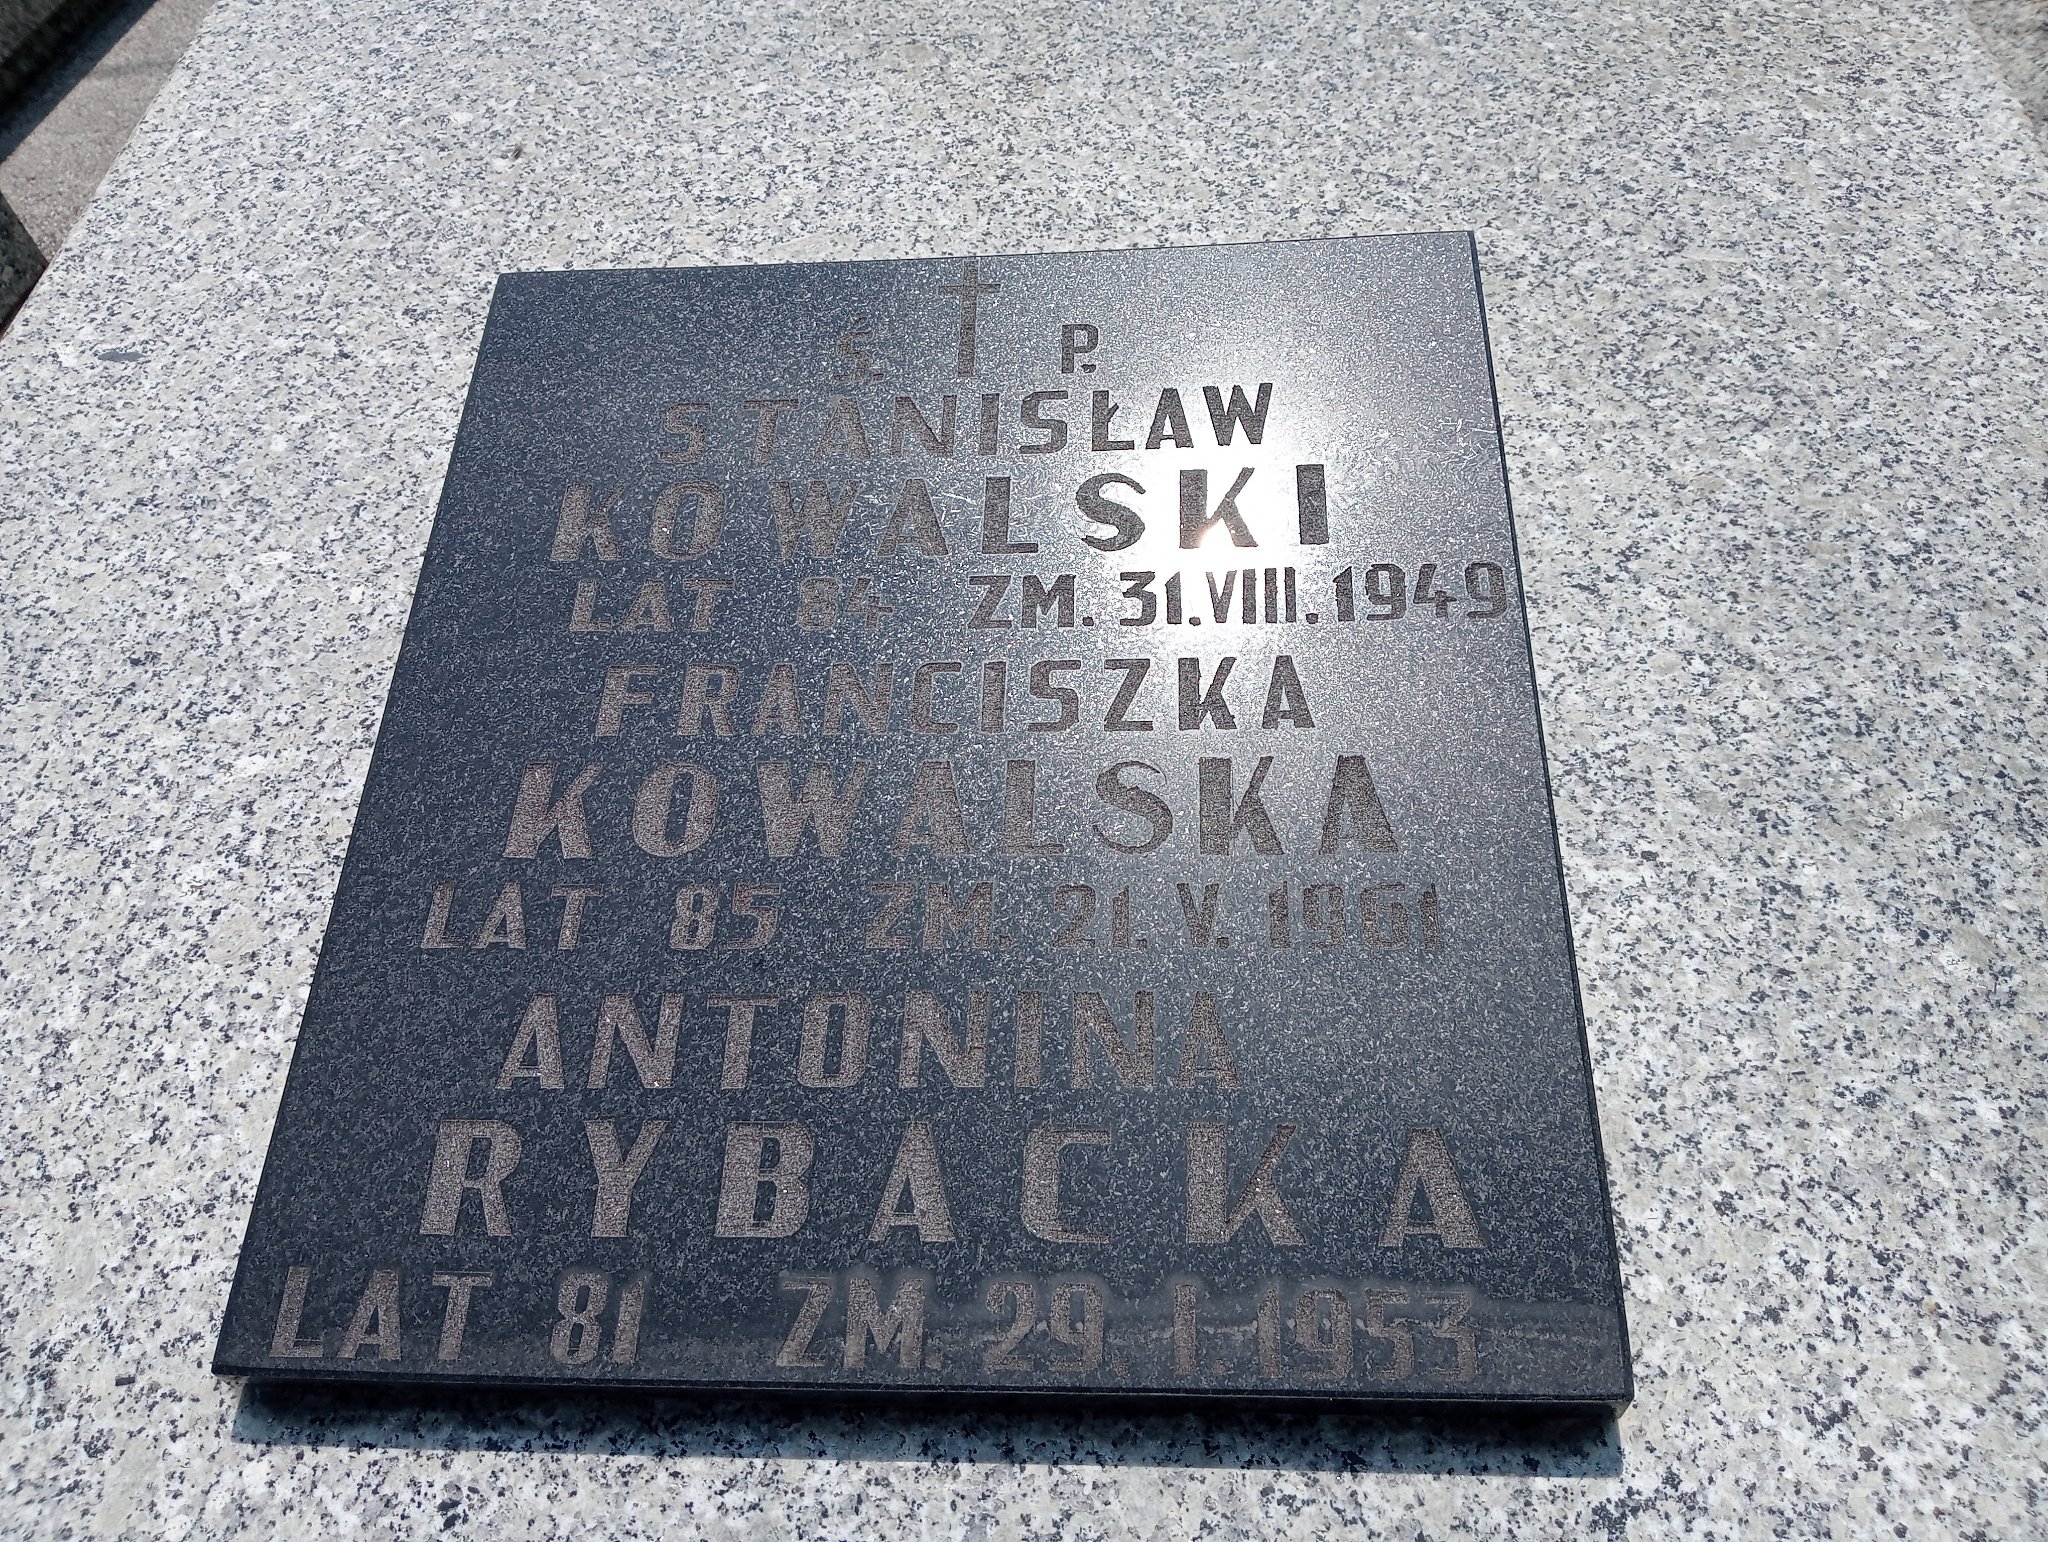 Ś. P.
STANISŁAW
KOWALSKI
LAT 84 ZM. 31.VIII.1949
FRANCISZKA
KOWALSKA
LAT 85 ZM. 21.V.1961
ANTONINA
RYBACKA
LAT 81 ZM. 29.I.1953